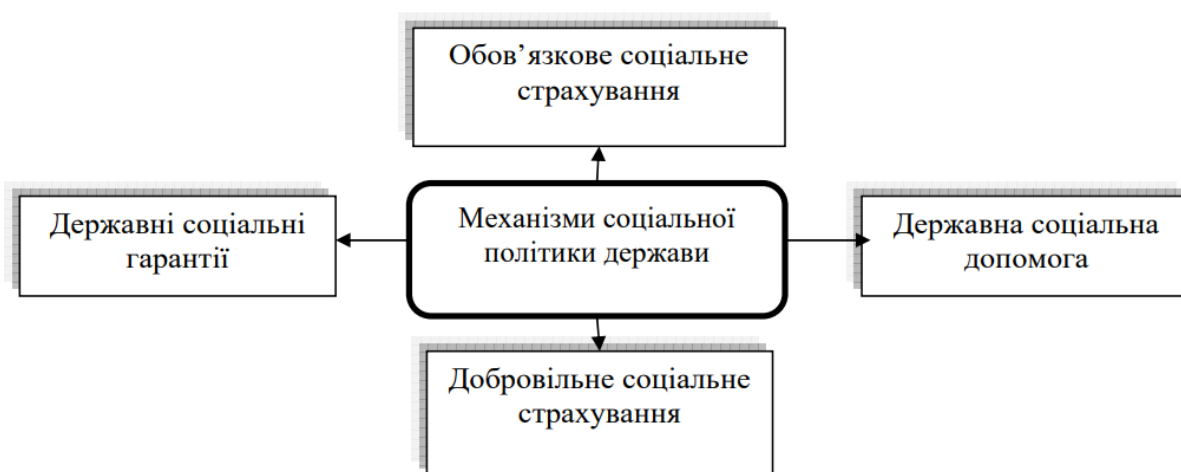 Обов’язкове соціальне
страхування
Державні соціальні
гарантії
Механізми соціальної
політики держави
Державна соціальна
допомога
Добровільне соціальне
страхування